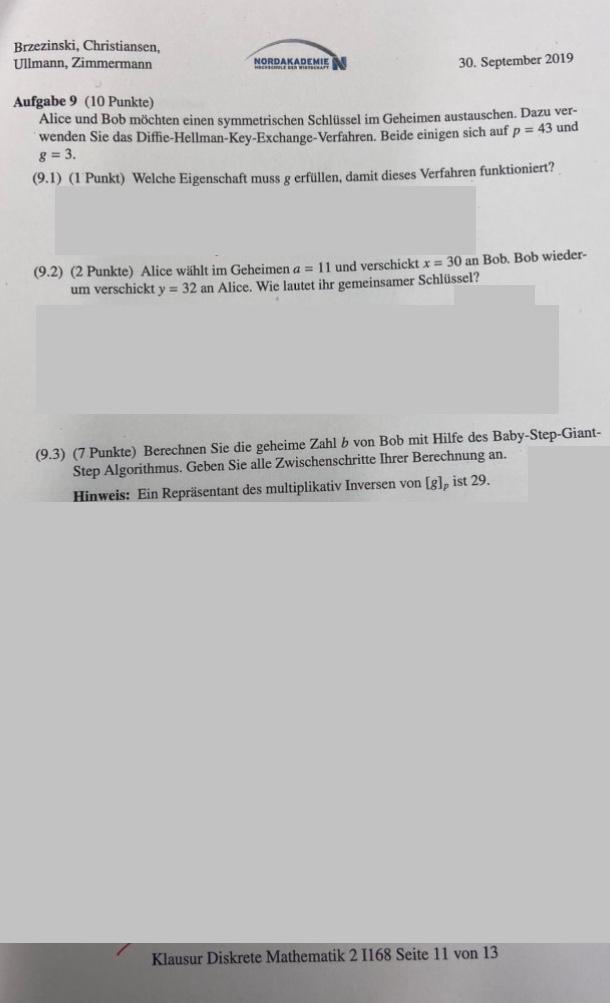 Brzezinski, Christiansen,
Ullmann, Zimmermann
NORDAKADEMIE
HOCHSCHULE DER WIRTSCHAFT
30. September 2019
Aufgabe 9 (10 Punkte)
Alice und Bob möchten einen symmetrischen Schlüssel im Geheimen austauschen. Dazu ver-
wenden Sie das Diffie-Hellman-Key-Exchange-Verfahren. Beide einigen sich auf p = 43 und
g = 3.
(9.1) (1 Punkt) Welche Eigenschaft muss g erfüllen, damit dieses Verfahren funktioniert?
(9.2) (2 Punkte) Alice wählt im Geheimen a = 11 und verschickt x = 30 an Bob. Bob wieder-
um verschickt y = 32 an Alice. Wie lautet ihr gemeinsamer Schlüssel?
(9.3) (7 Punkte) Berechnen Sie die geheime Zahl b von Bob mit Hilfe des Baby-Step-Giant-
Step Algorithmus. Geben Sie alle Zwischenschritte Ihrer Berechnung an.
Hinweis: Ein Repräsentant des multiplikativ Inversen von [g]ₚ ist 29.
Klausur Diskrete Mathematik 2 I168 Seite 11 von 13